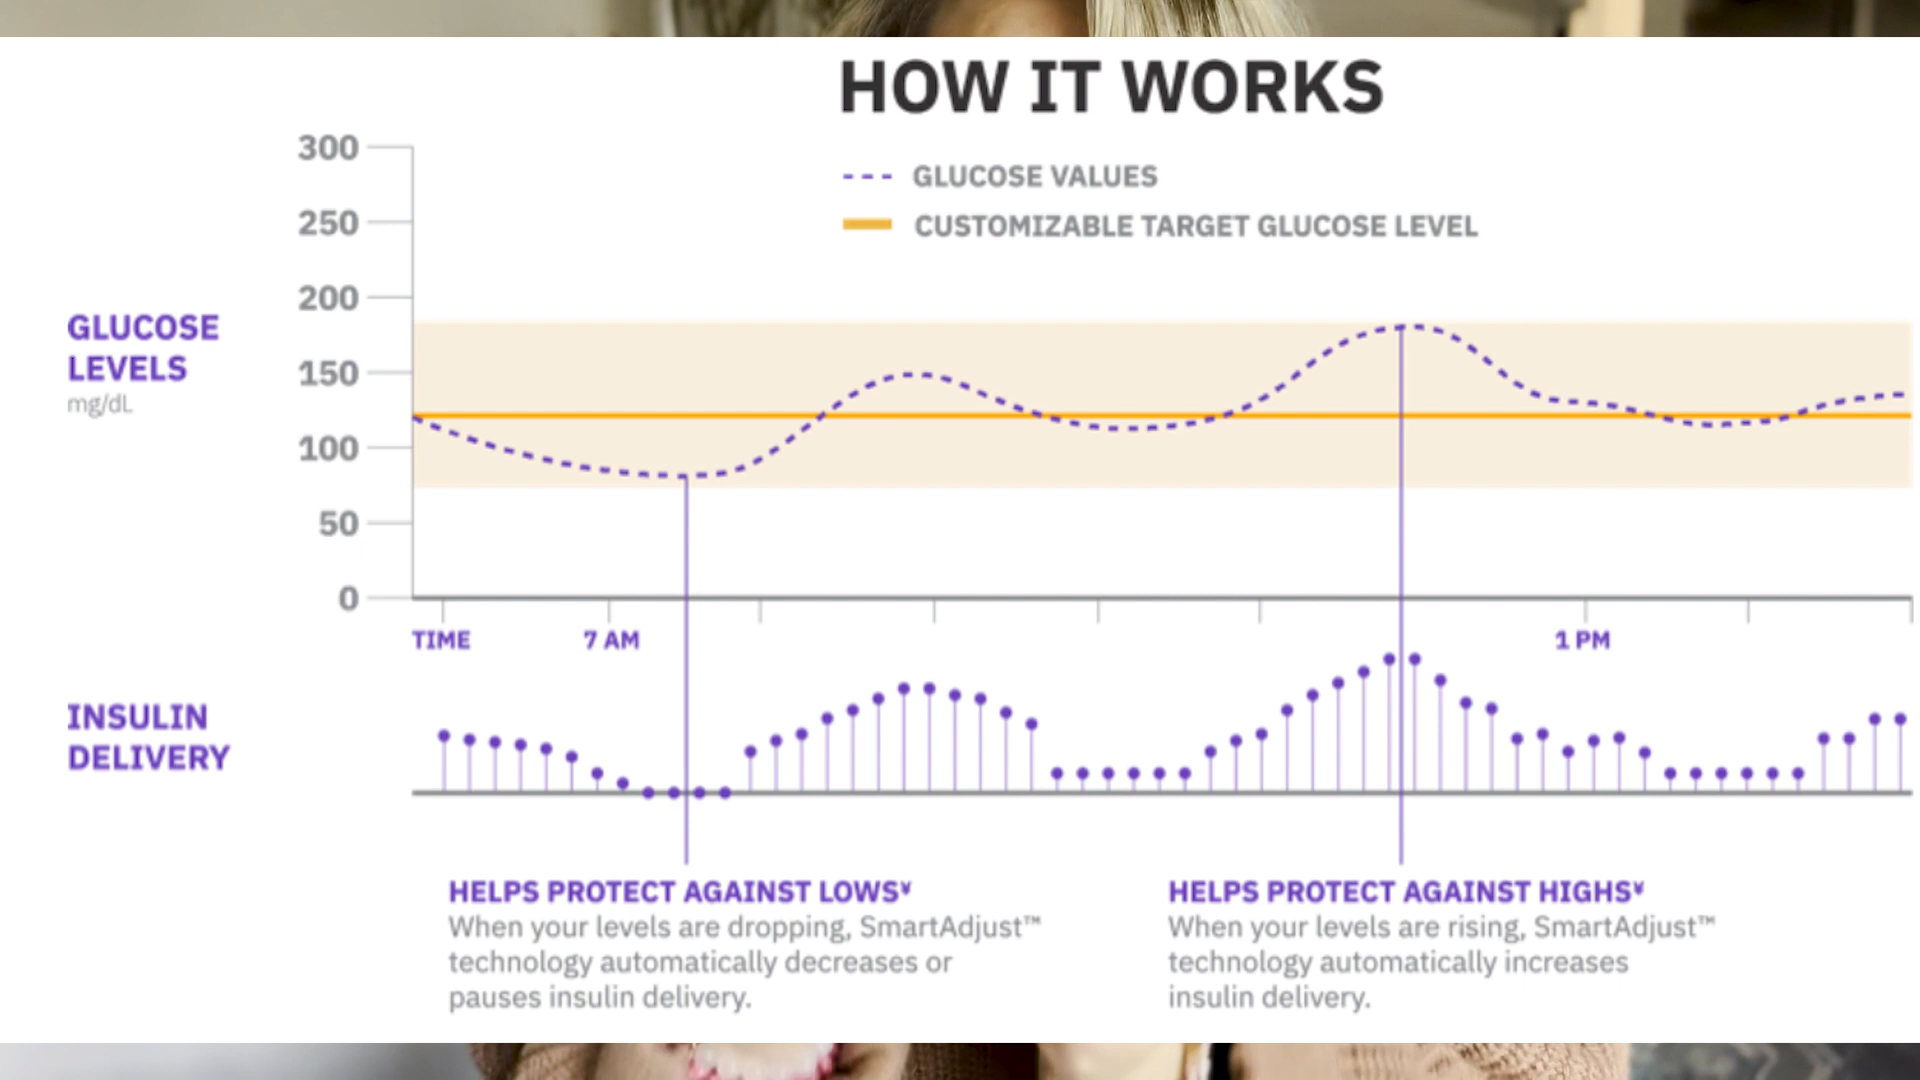 HOW IT WORKS
GLUCOSE VALUES
CUSTOMIZABLE TARGET GLUCOSE LEVEL
300
250
200
150
100
50
0
GLUCOSE
LEVELS
mg/dL
TIME
7 AM
1 PM
INSULIN
DELIVERY
HELPS PROTECT AGAINST LOWS¥
When your levels are dropping, SmartAdjust™
technology automatically decreases or
pauses insulin delivery.
HELPS PROTECT AGAINST HIGHS¥
When your levels are rising, SmartAdjust™
technology automatically increases
insulin delivery.